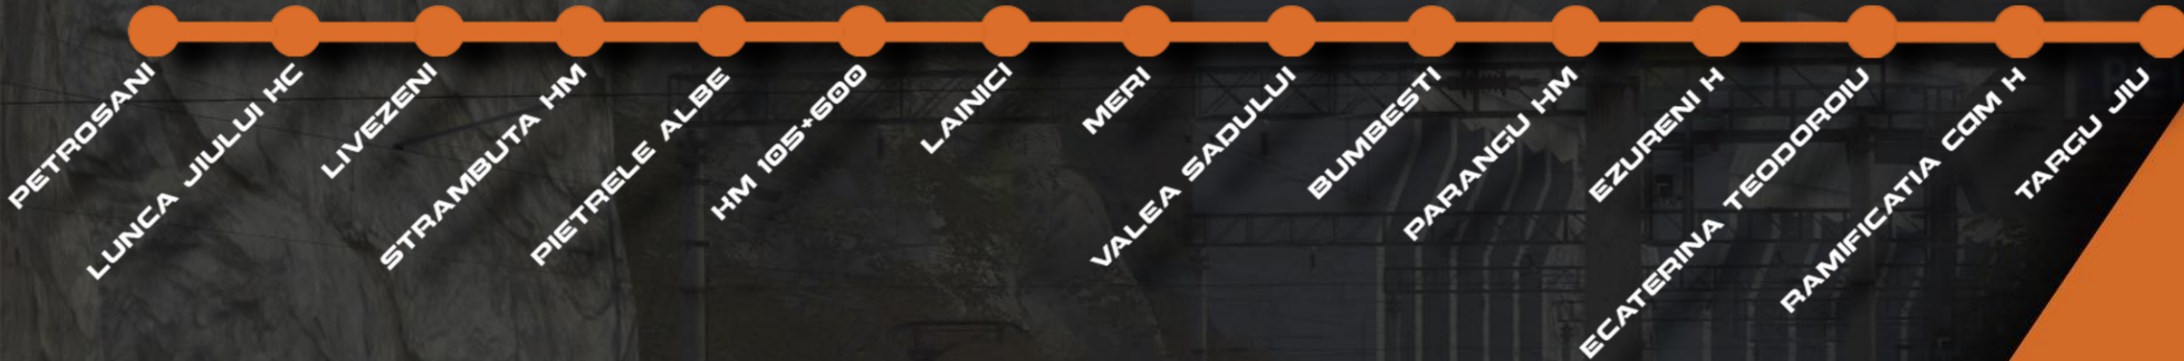 PETROSANI
LUNCA JIULUI HC
LIVEZENI
STRAMBUTA HM
PIETRELE ALBE
HM 105+600
LAINICI
MERI
VALEA SADULUI
BUMBESTI
PARANGU HM
EZURENI H
ECATERINA TEODOROIU
RAMIFICATIA COM H
TARGU JIU